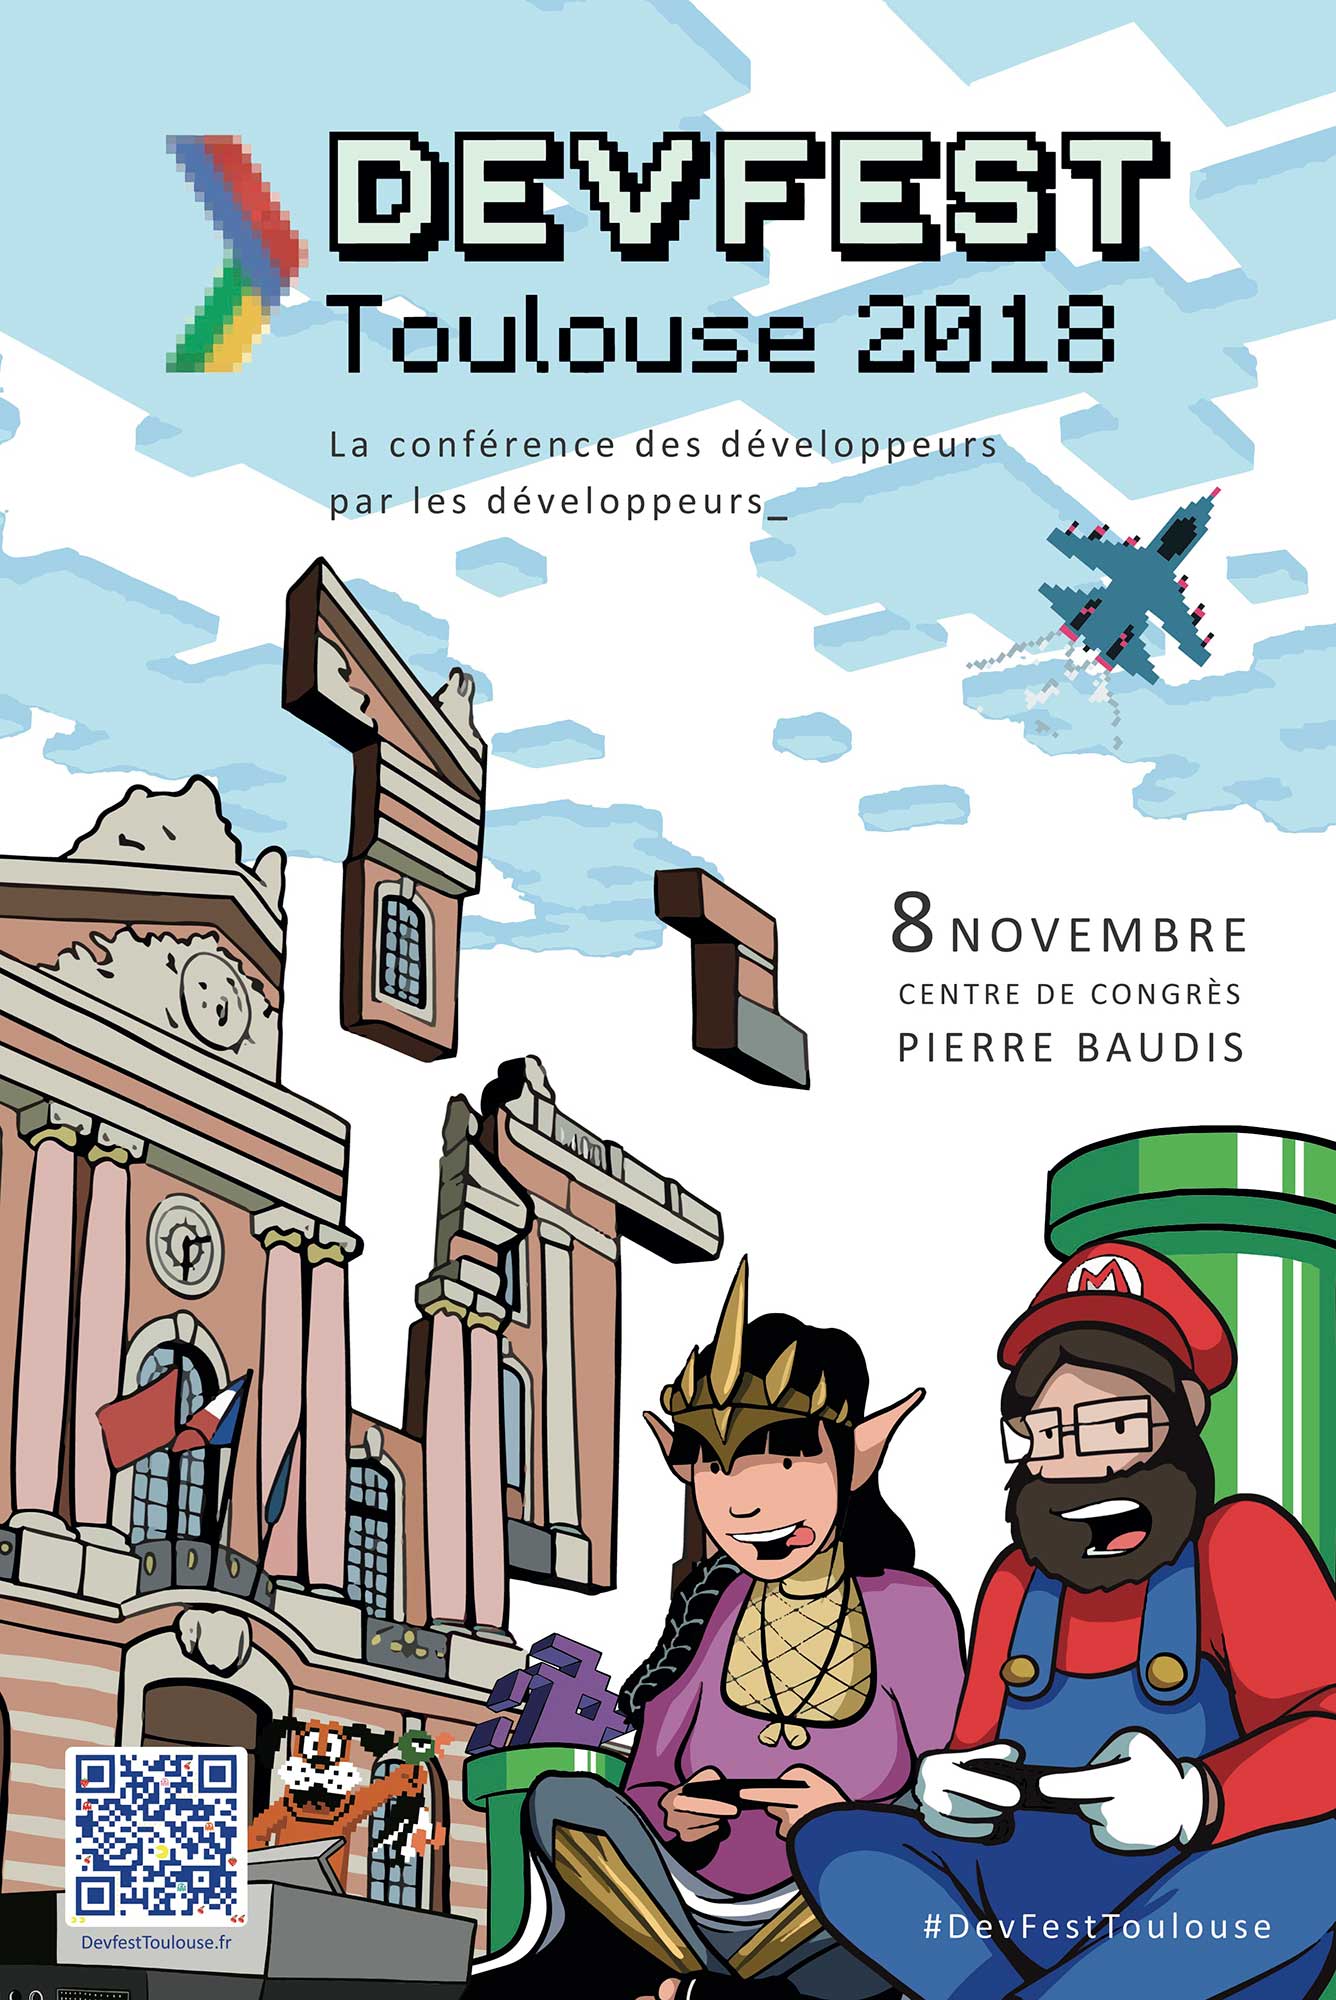 DEVFEST
Toulouse 2018
La conférence des développeurs
par les développeurs_
8 NOVEMBRE
CENTRE DE CONGRÈS
PIERRE BAUDIS
M
DevfestToulouse.fr
#DevFestToulouse